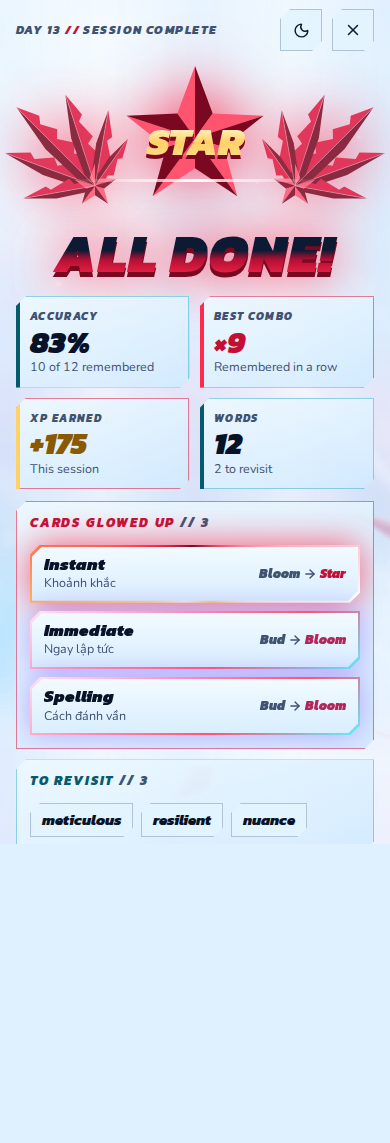 DAY 13 // SESSION COMPLETE
STAR
ALL DONE!
ACCURACY
83%
10 of 12 remembered
BEST COMBO
×9
Remembered in a row
XP EARNED
+175
This session
WORDS
12
2 to revisit
CARDS GLOWED UP // 3
Instant
Khoảnh khắc
Bloom → Star
Immediate
Ngay lập tức
Bud → Bloom
Spelling
Cách đánh vần
Bud → Bloom
TO REVISIT // 3
meticulous
resilient
nuance